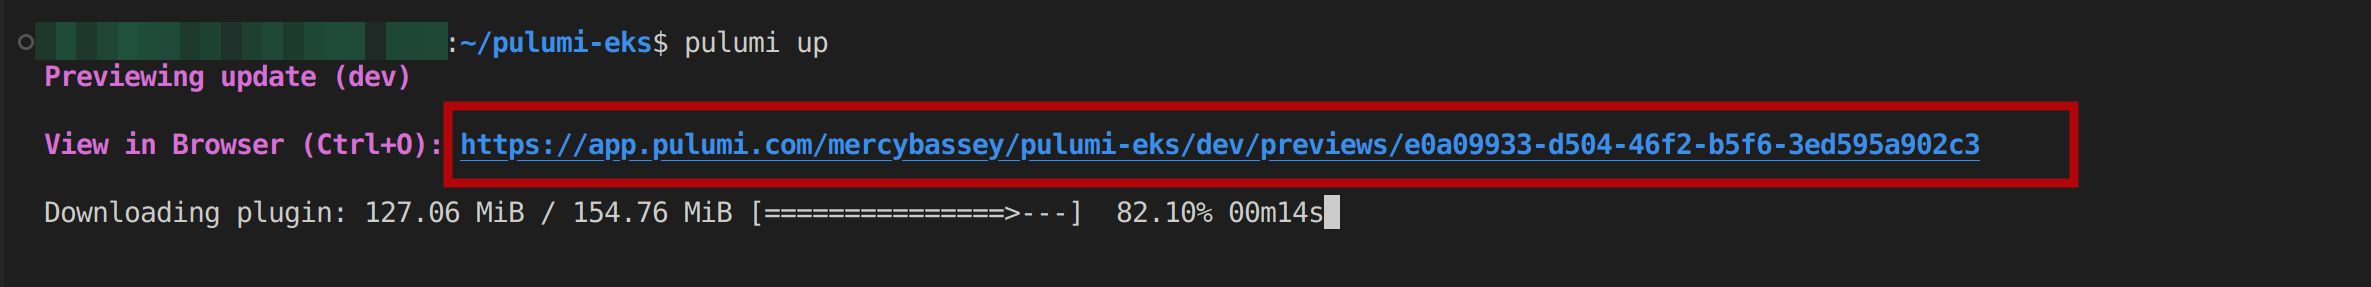 :~/pulumi-eks$ pulumi up
Previewing update (dev)
View in Browser (Ctrl+O): https://app.pulumi.com/mercybassey/pulumi-eks/dev/previews/e0a09933-d504-46f2-b5f6-3ed595a902c3
Downloading plugin: 127.06 MiB / 154.76 MiB [===============>---]  82.10% 00m14s